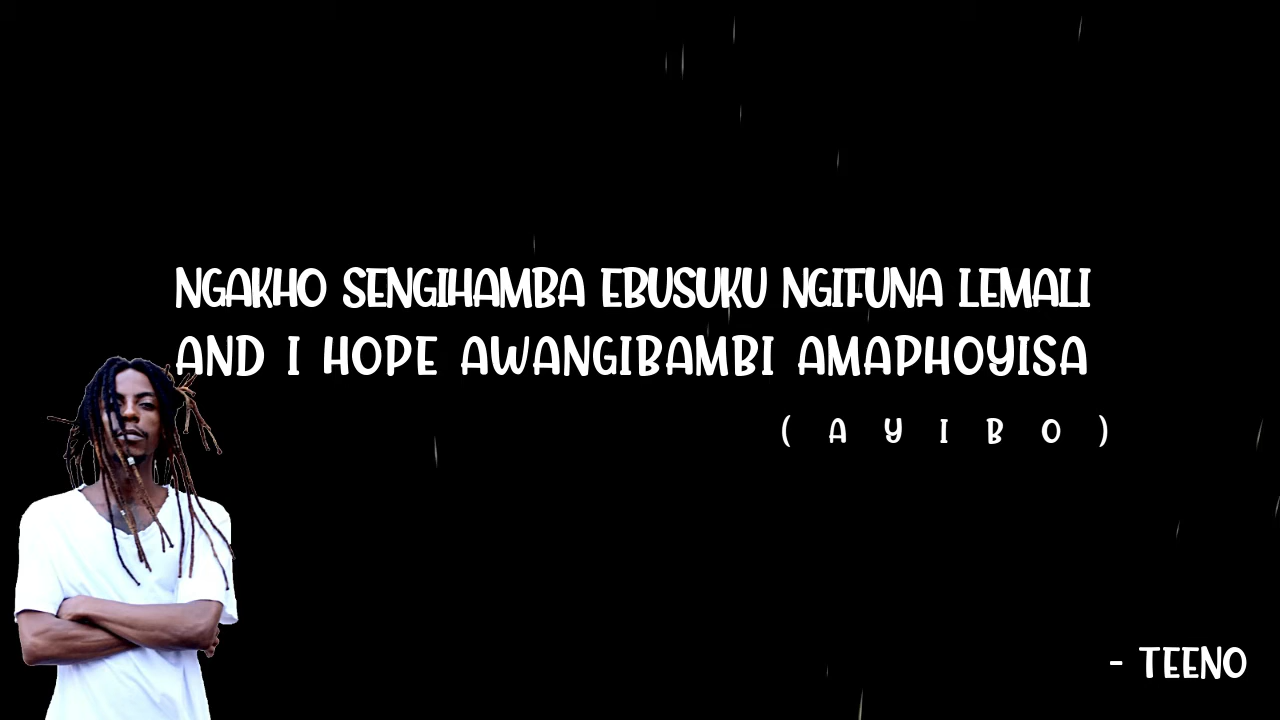 NGAKHO SENGIHAMBA EBUSUKU NGIFUNA LEMALI
AND I HOPE AWANGIBAMBI AMAPHOYISA
( A Y I B O )
- TEENO